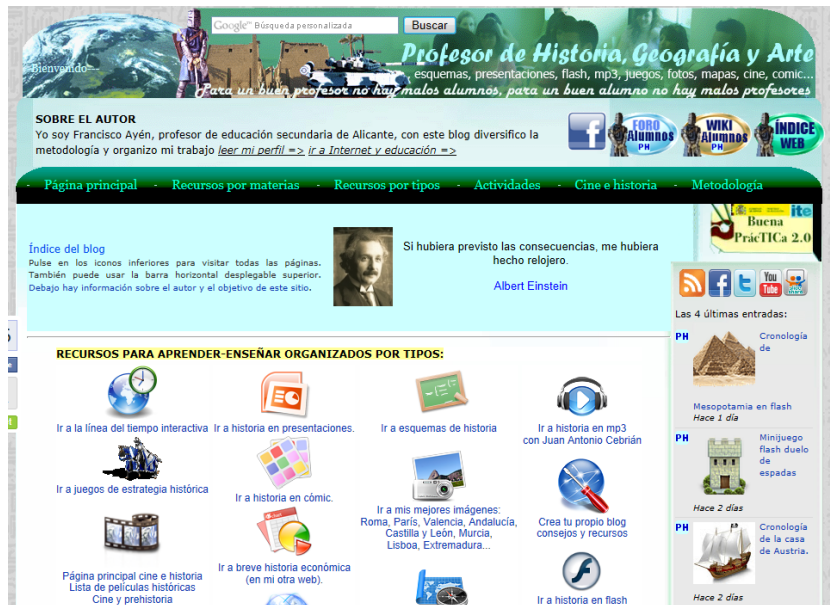 Google™ Búsqueda personalizada
Buscar
Bienvenido
Profesor de Historia, Geografía y Arte
esquemas, presentaciones, flash, mp3, juegos, fotos, mapas, cine, comic...
Para un buen profesor no hay malos alumnos, para un buen alumno no hay malos profesores
SOBRE EL AUTOR
Yo soy Francisco Ayén, profesor de educación secundaria de Alicante, con este blog diversifico la
metodología y organizo mi trabajo leer mi perfil => ir a Internet y educación =>
FORO
Alumnos
PH
WIKI
Alumnos
PH
ÍNDICE
WEB
- Página principal - Recursos por materias - Recursos por tipos - Actividades - Cine e historia - Metodología
ite
Buena
PrácTICa 2.0
Índice del blog
Pulse en los iconos inferiores para visitar todas las páginas.
También puede usar la barra horizontal desplegable superior.
Debajo hay información sobre el autor y el objetivo de este sitio.
Si hubiera previsto las consecuencias, me hubiera
hecho relojero.
Albert Einstein
You
Tube
Las 4 últimas entradas:
PH
Cronología
de
Mesopotamia en flash
Hace 1 día
PH
Minijuego
flash duelo
de
espadas
Hace 2 días
PH
Cronología
de la casa
de Austria.
Hace 2 días
RECURSOS PARA APRENDER-ENSEÑAR ORGANIZADOS POR TIPOS:
Ir a la línea del tiempo interactiva
Ir a historia en presentaciones.
Ir a esquemas de historia
Ir a historia en mp3
con Juan Antonio Cebrián
Ir a juegos de estrategia histórica
Ir a historia en cómic.
Ir a mis mejores imágenes:
Roma, París, Valencia, Andalucía,
Castilla y León, Murcia,
Lisboa, Extremadura...
Crea tu propio blog
consejos y recursos
Página principal cine e historia
Lista de películas históricas
Cine y prehistoria
Ir a breve historia económica
(en mi otra web).
Ir a historia en flash